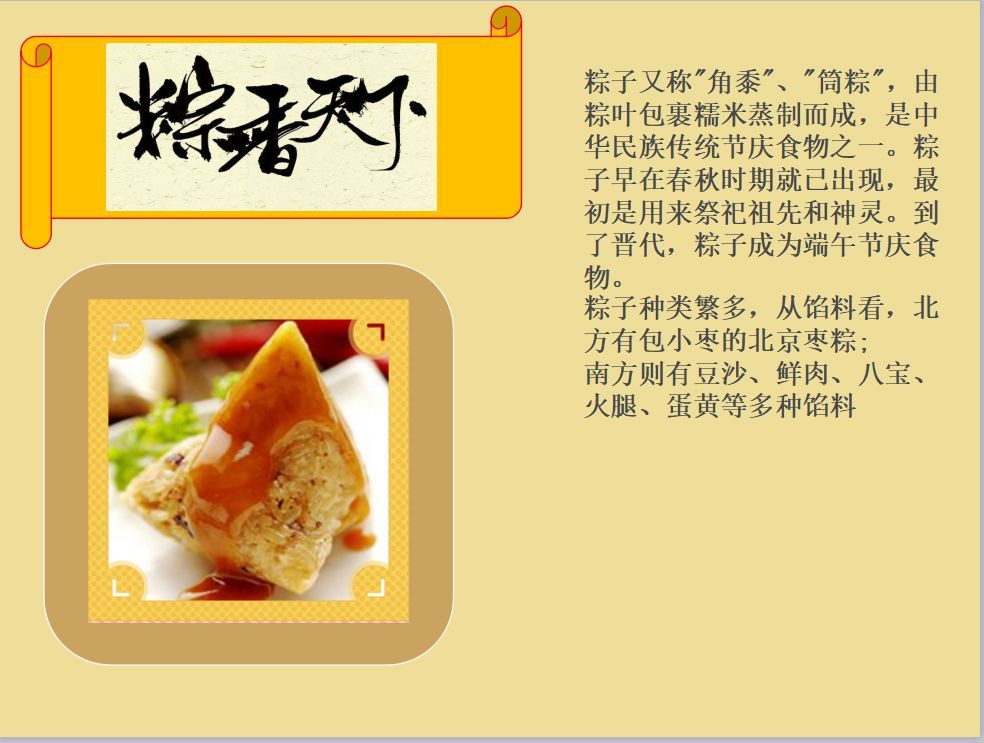 粽香天下
粽子又称"角黍"、"筒粽"，由
粽叶包裹糯米蒸制而成，是中
华民族传统节庆食物之一。粽
子早在春秋时期就已出现，最
初是用来祭祀祖先和神灵。到
了晋代，粽子成为端午节庆食
物。
粽子种类繁多，从馅料看，北
方有包小枣的北京枣粽；
南方则有豆沙、鲜肉、八宝、
火腿、蛋黄等多种馅料